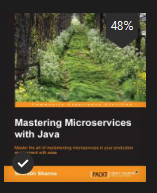 48%
Community Experience Distilled
Mastering Microservices
with Java
Master the art of implementing microservices in your production
environment with ease
Sharma
PACKT